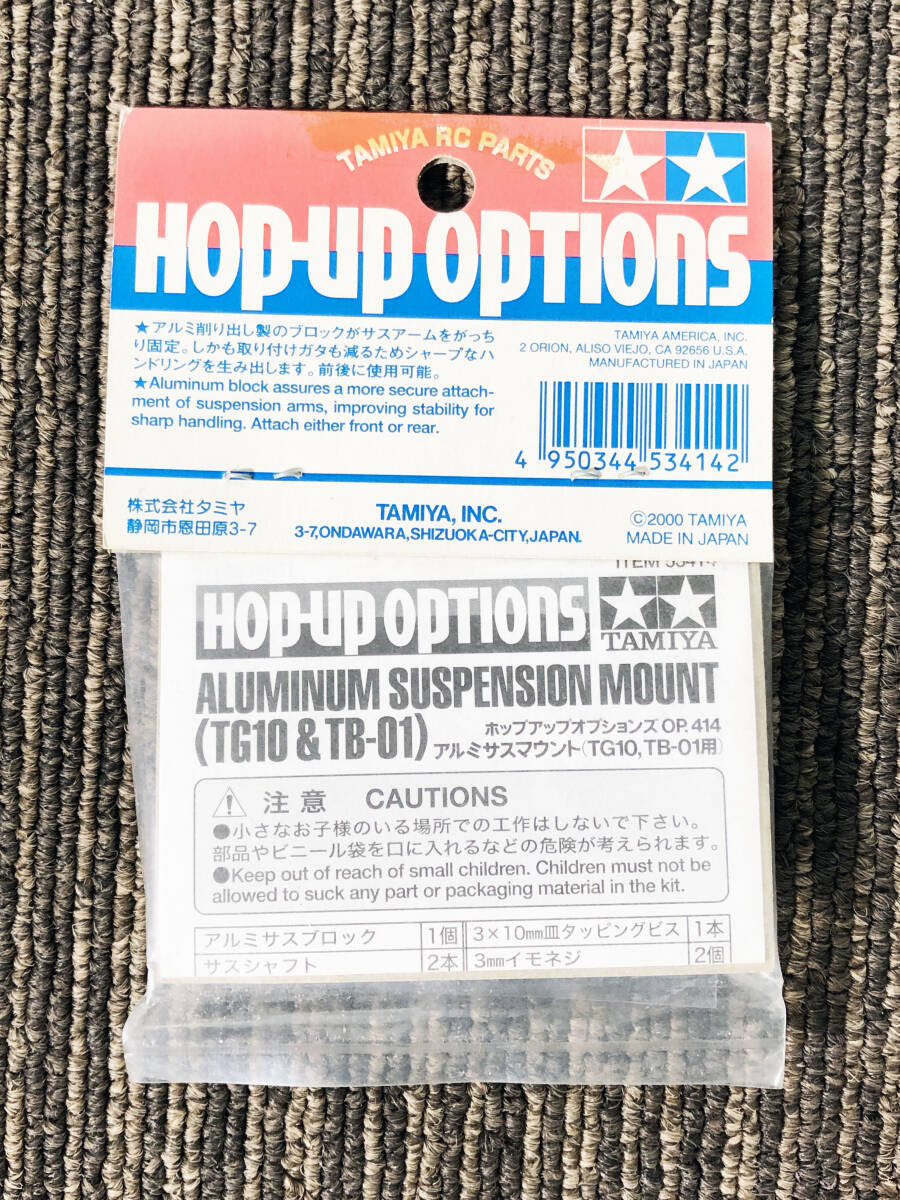 TAMIYA RC PARTS
HOP-UP OPTIONS
★アルミ削り出し製のブロックがサスアームをがっち
り固定。しかも取り付けガタも減るためシャープなハ
ンドリングを生み出します。前後に使用可能。
★Aluminum block assures a more secure attach-
ment of suspension arms, improving stability for
sharp handling. Attach either front or rear.
TAMIYA AMERICA, INC.
2 ORION, ALISO VIEJO, CA 92656 U.S.A.
MANUFACTURED IN JAPAN
4 950344 534142
株式会社タミヤ
静岡市恩田原3-7
TAMIYA, INC.
3-7,ONDAWARA,SHIZUOKA-CITY,JAPAN.
©2000 TAMIYA
MADE IN JAPAN
ITEM
HOP-UP OPTIONS
TAMIYA
ALUMINUM SUSPENSION MOUNT
(TG10 & TB-01)
ホップアップオプションズ OP.414
アルミサスマウント(TG10,TB-01用)
注意 CAUTIONS
●小さなお子様のいる場所での工作はしないで下さい。
部品やビニール袋を口に入れるなどの危険が考えられます。
●Keep out of reach of small children. Children must not be
allowed to suck any part or packaging material in the kit.
アルミサスブロック 1個 3×10㎜皿タッピングビス 1本
サスシャフト 2本 3㎜イモネジ 2個